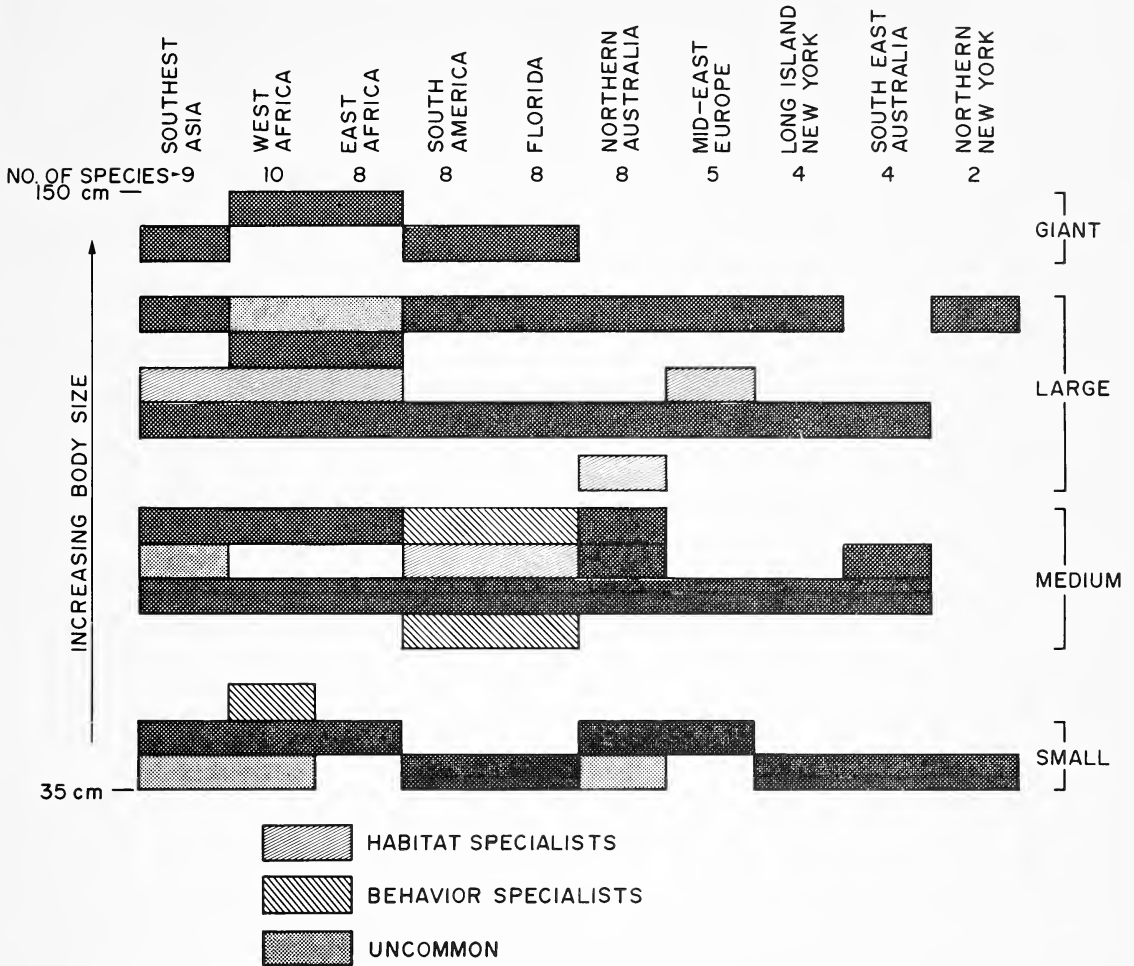 SOUTHEST ASIA
WEST AFRICA
EAST AFRICA
SOUTH AMERICA
FLORIDA
NORTHERN AUSTRALIA
MID-EAST EUROPE
LONG ISLAND NEW YORK
SOUTH EAST AUSTRALIA
NORTHERN NEW YORK
NO. OF SPECIES-9 10 8 8 8 8 5 4 4 2
150 cm
GIANT
LARGE
INCREASING BODY SIZE
MEDIUM
SMALL
35 cm
HABITAT SPECIALISTS
BEHAVIOR SPECIALISTS
UNCOMMON